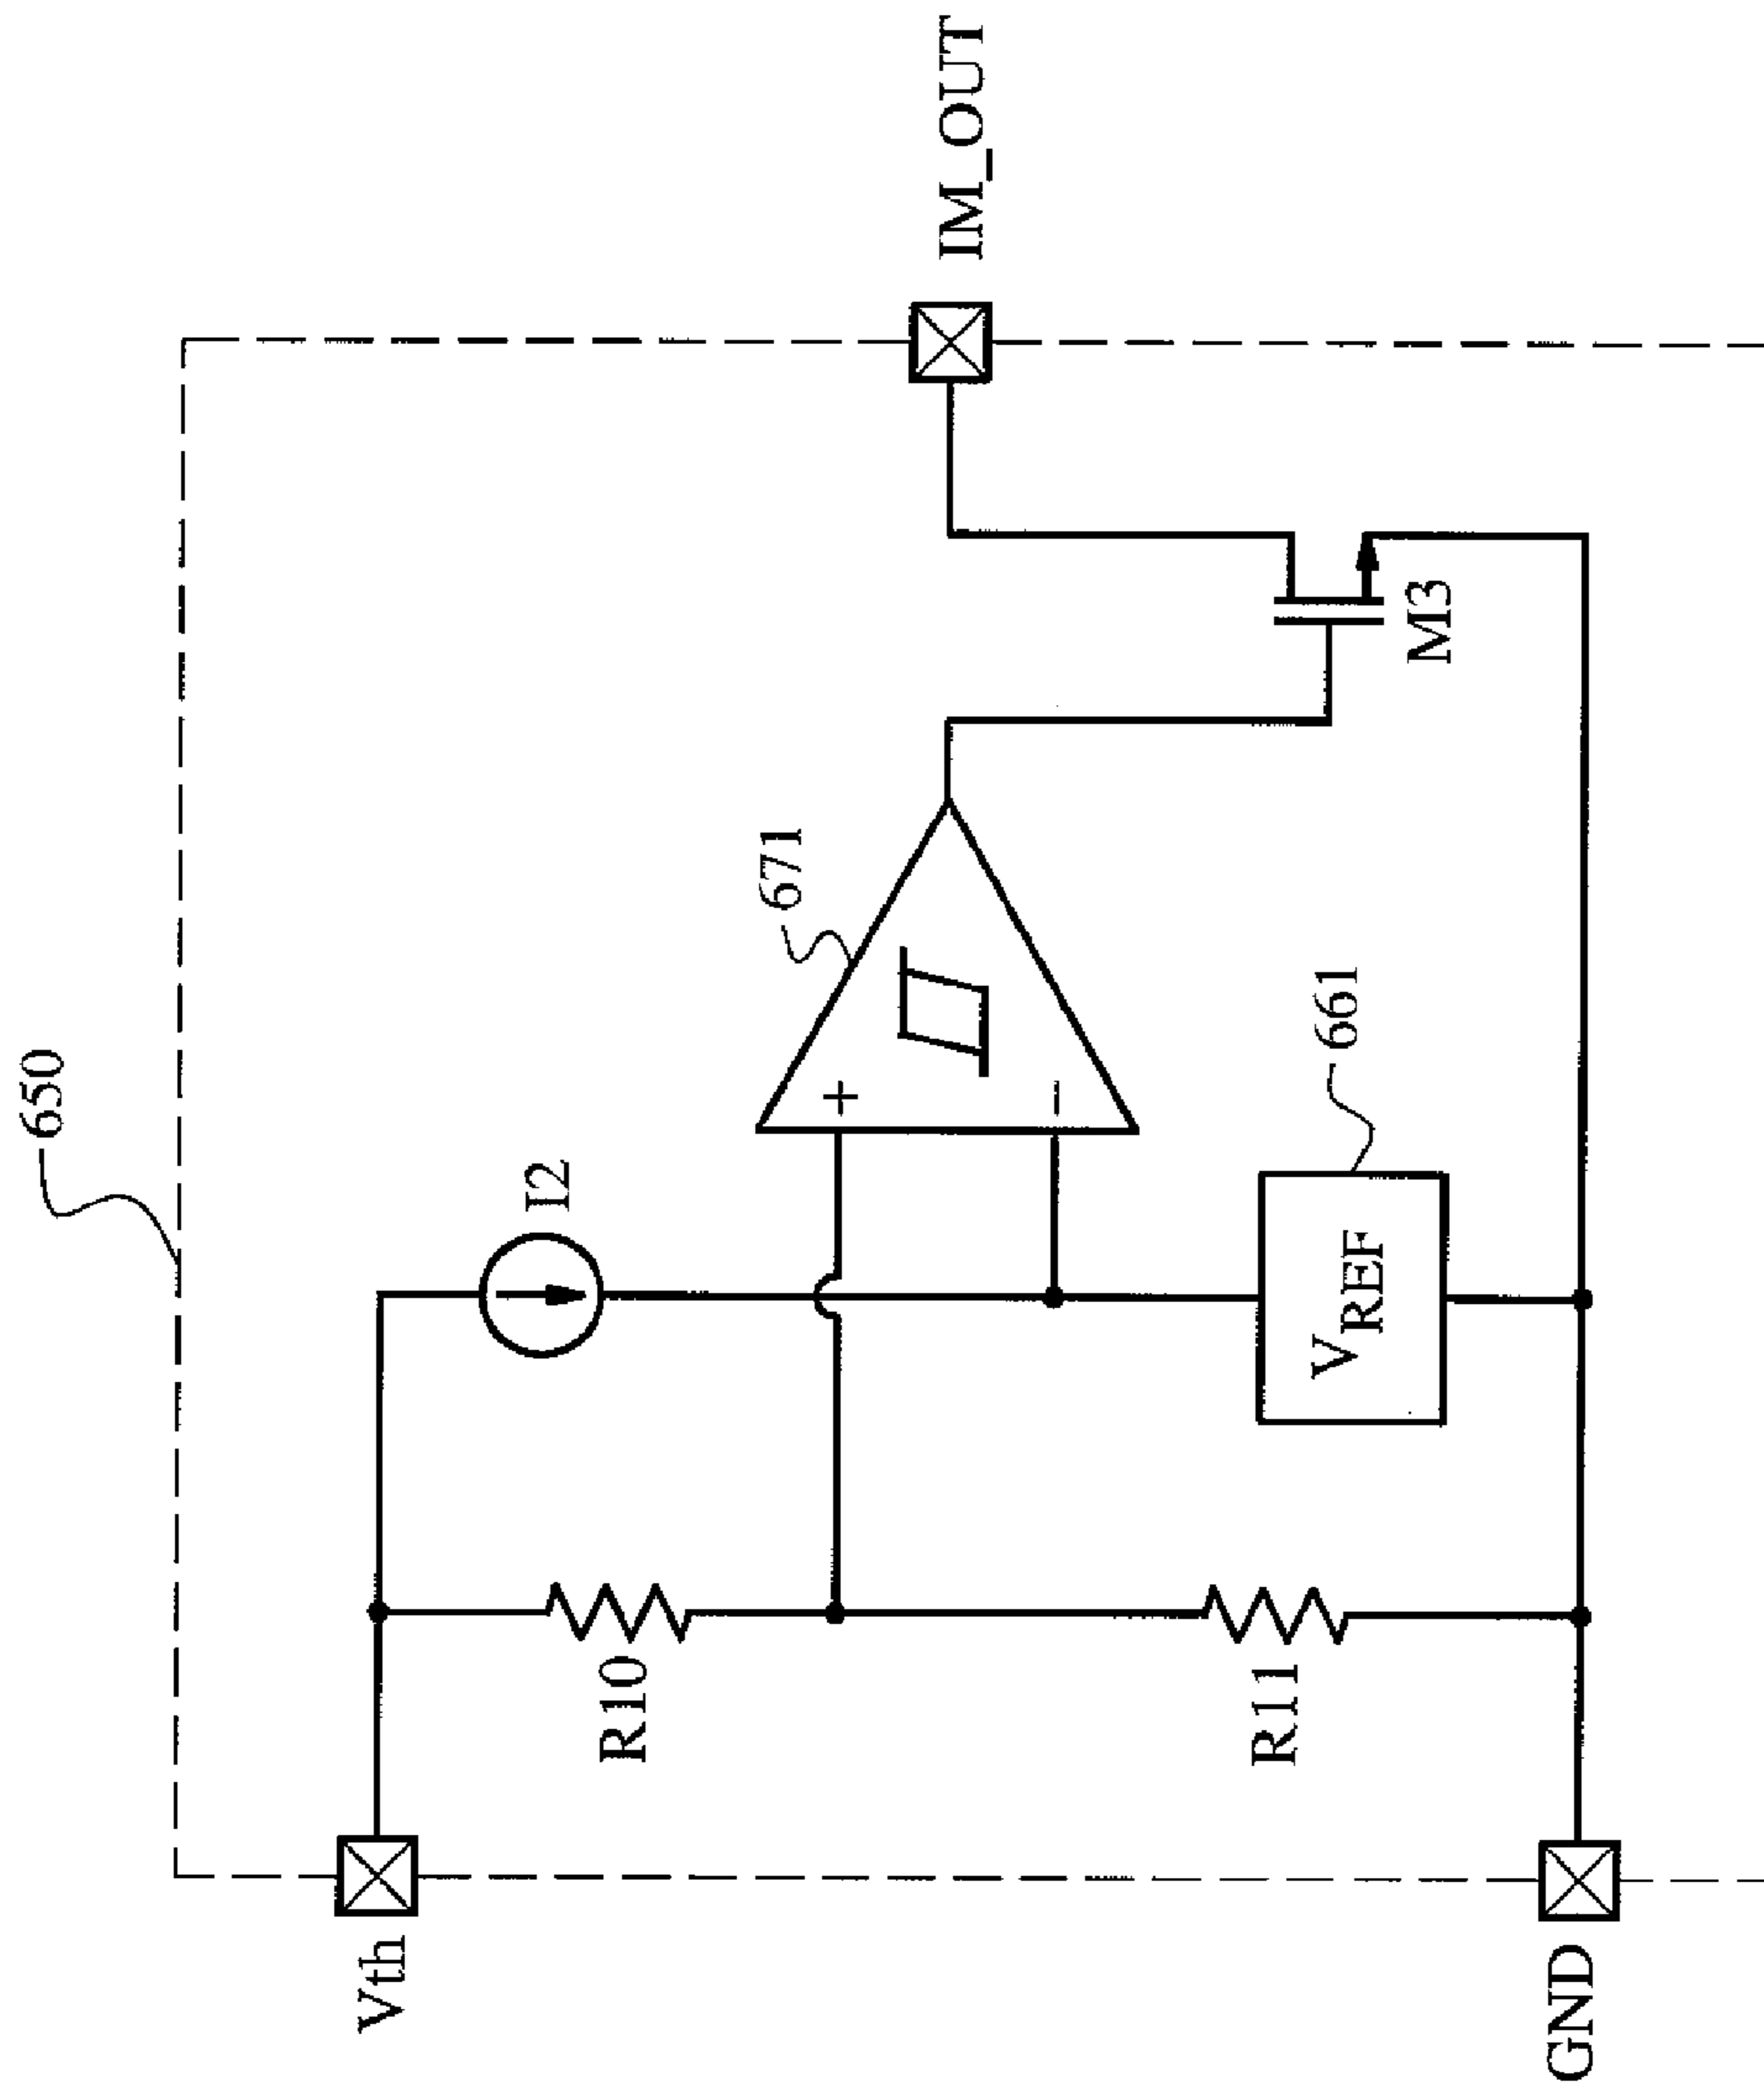 650
Vth
I2
R10
671
+
−
IM_OUT
R11
VREF
661
M3
GND